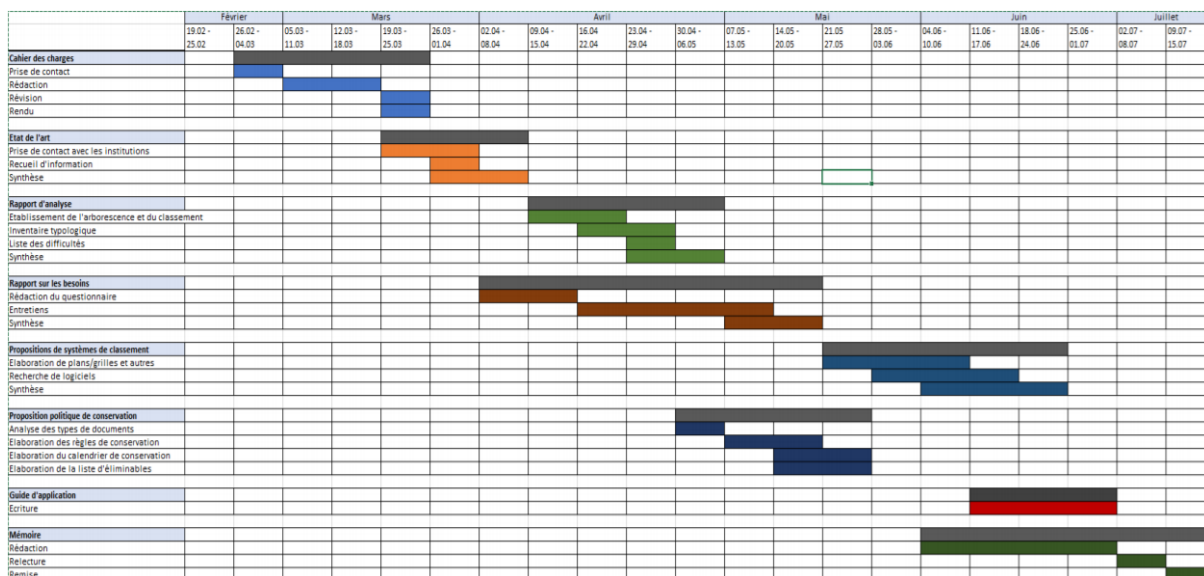 Février Mars Avril Mai Juin Juillet
19.02 - 26.02 - 05.03 - 12.03 - 19.03 - 26.03 - 02.04 - 09.04 - 16.04 23.04 - 30.04 - 07.05 - 14.05 - 21.05 28.05 - 04.06 - 11.06 - 18.06 - 25.06 - 02.07 - 09.07 -
25.02 04.03 11.03 18.03 25.03 01.04 08.04 15.04 22.04 29.04 06.05 13.05 20.05 27.05 03.06 10.06 17.06 24.06 01.07 08.07 15.07
Cahier des charges
Prise de contact
Rédaction
Révision
Rendu
Etat de l'art
Prise de contact avec les institutions
Recueil d'information
Synthèse
Rapport d'analyse
Etablissement de l'arborescence et du classement
Inventaire typologique
Liste des difficultés
Synthèse
Rapport sur les besoins
Rédaction du questionnaire
Entretiens
Synthèse
Propositions de systèmes de classement
Elaboration de plans/grilles et autres
Recherche de logiciels
Synthèse
Proposition politique de conservation
Analyse des types de documents
Elaboration des règles de conservation
Elaboration du calendrier de conservation
Elaboration de la liste d'éliminables
Guide d'application
Ecriture
Mémoire
Rédaction
Relecture
Remise